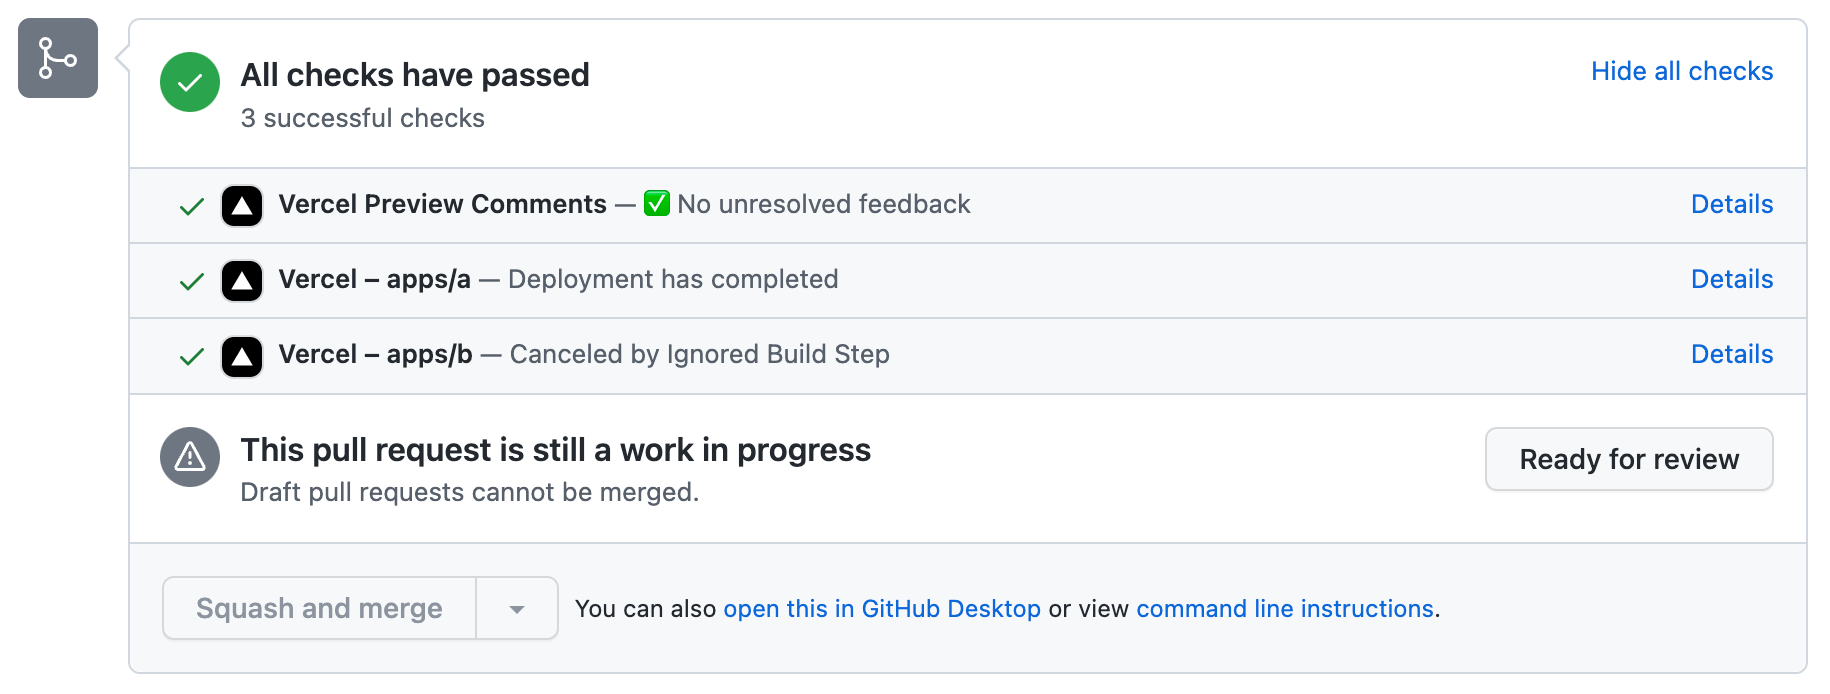 All checks have passed
Hide all checks
3 successful checks
Vercel Preview Comments — ✅ No unresolved feedback
Details
Vercel – apps/a — Deployment has completed
Details
Vercel – apps/b — Canceled by Ignored Build Step
Details
This pull request is still a work in progress
Draft pull requests cannot be merged.
Ready for review
Squash and merge
You can also open this in GitHub Desktop or view command line instructions.